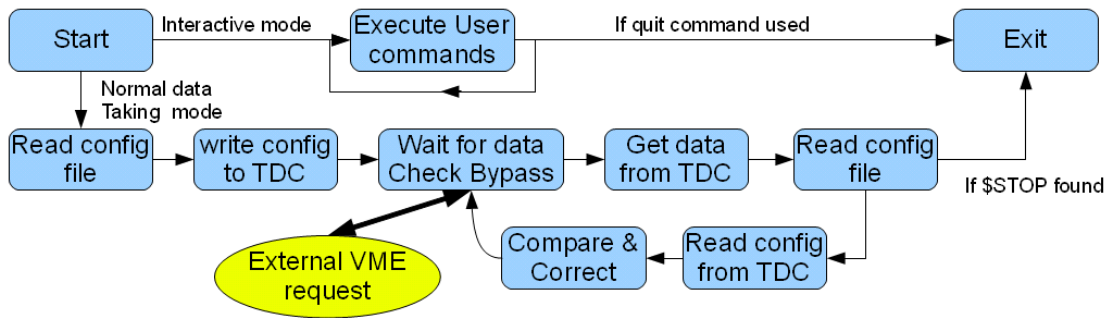 Start
Interactive mode
Execute User
commands
If quit command used
Exit
Normal data
Taking mode
Read config
file
write config
to TDC
Wait for data
Check Bypass
Get data
from TDC
Read config
file
If $STOP found
External VME
request
Compare &
Correct
Read config
from TDC